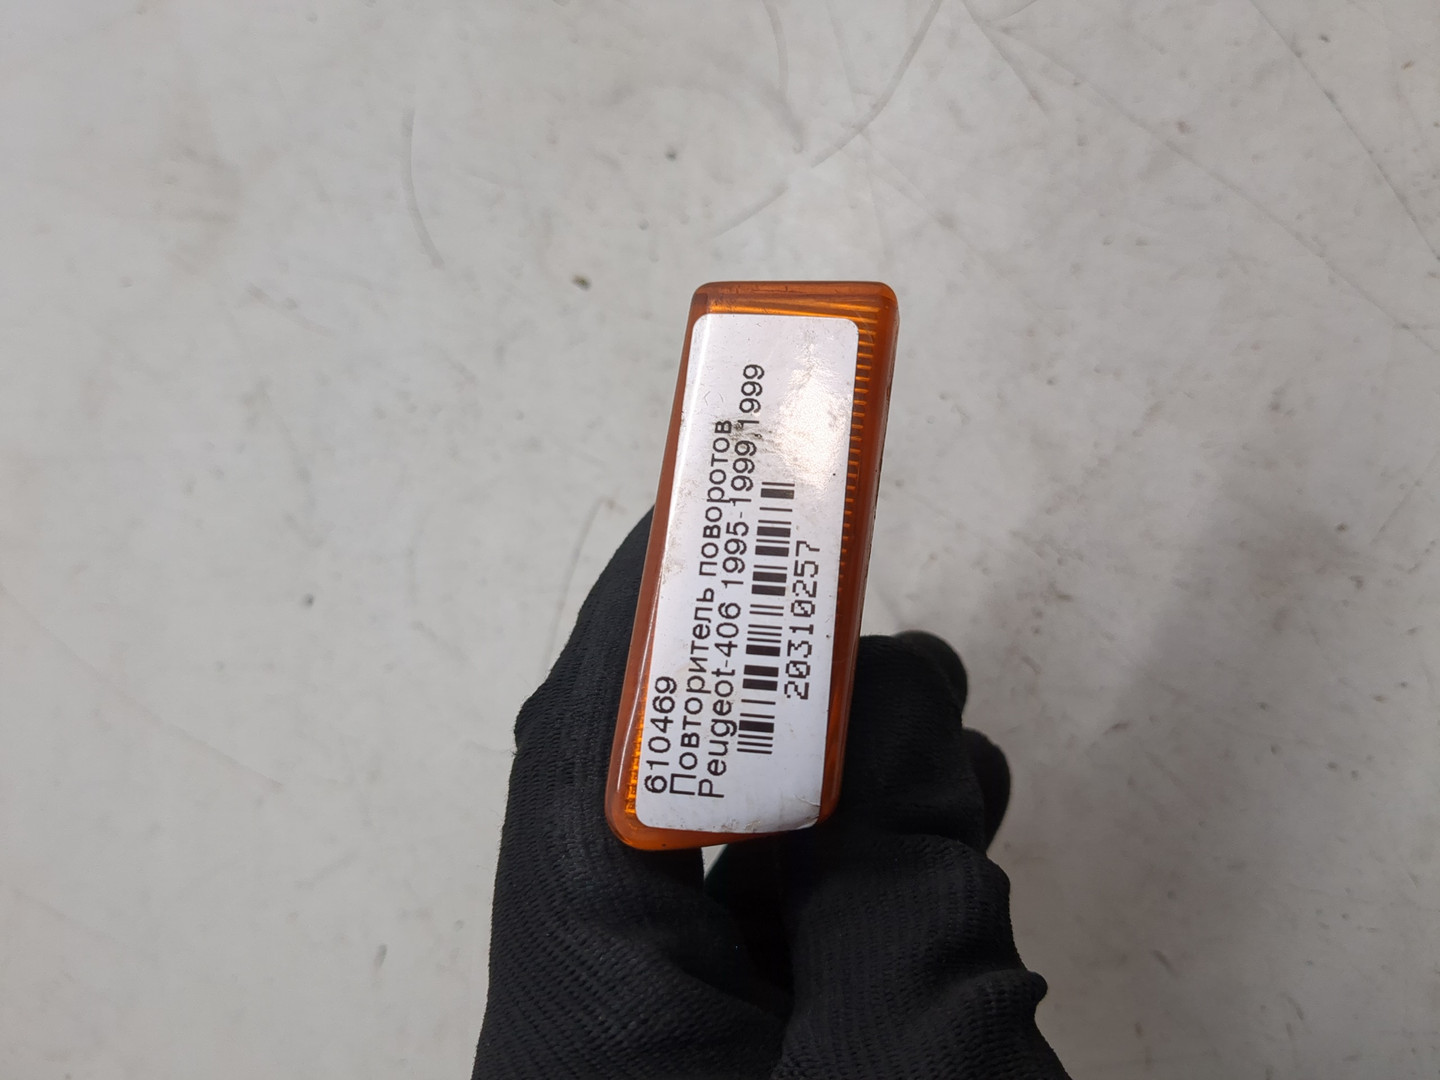 610469
Повторитель поворотов
Peugeot-406 1995-1999,1999
20310257